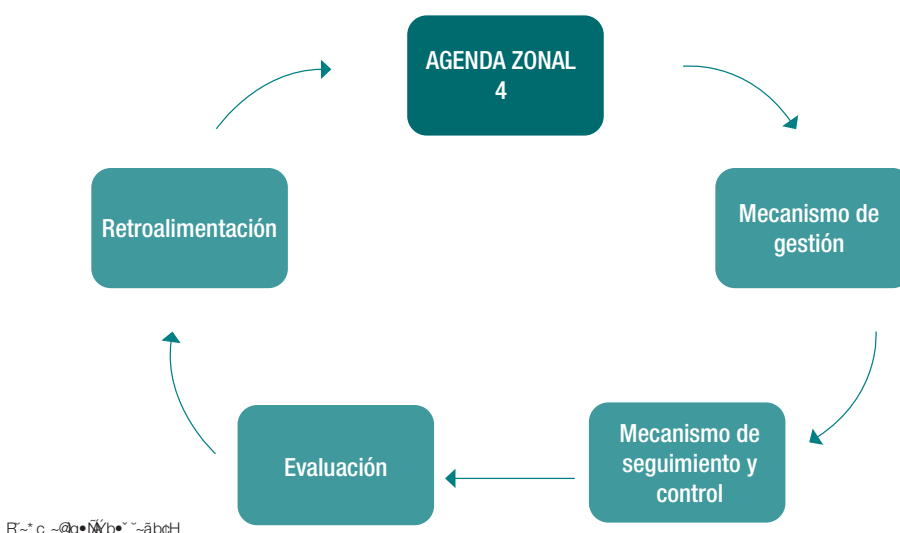 AGENDA ZONAL
4
Mecanismo de
gestión
Mecanismo de
seguimiento y
control
Evaluación
Retroalimentación